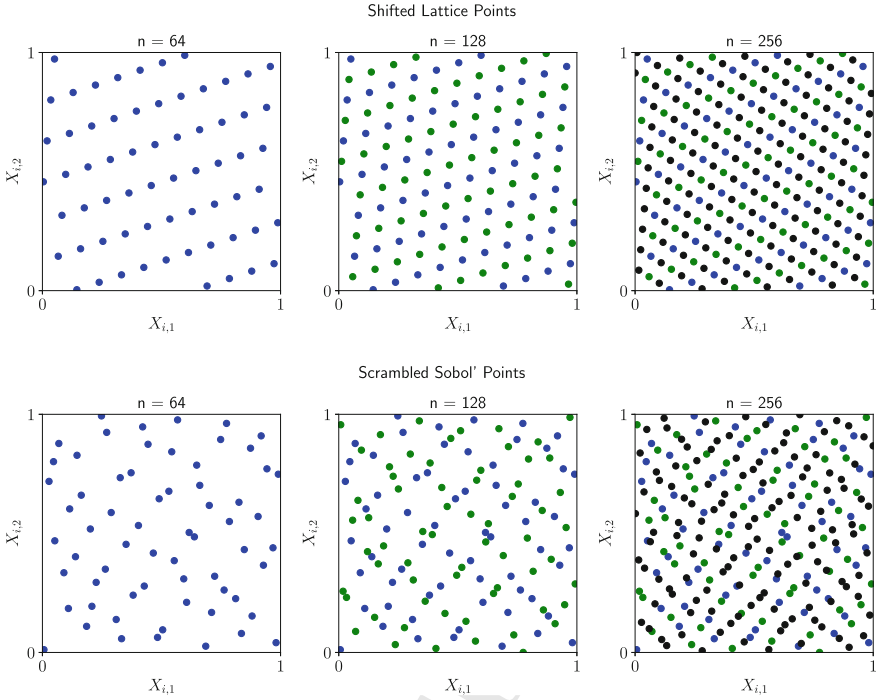 Shifted Lattice Points
n = 64
n = 128
n = 256
1
1
1
X_{i,2}
X_{i,2}
X_{i,2}
0
0
0
0
1
0
1
0
1
X_{i,1}
X_{i,1}
X_{i,1}
Scrambled Sobol' Points
n = 64
n = 128
n = 256
1
1
1
X_{i,2}
X_{i,2}
X_{i,2}
0
0
0
0
1
0
1
0
1
X_{i,1}
X_{i,1}
X_{i,1}